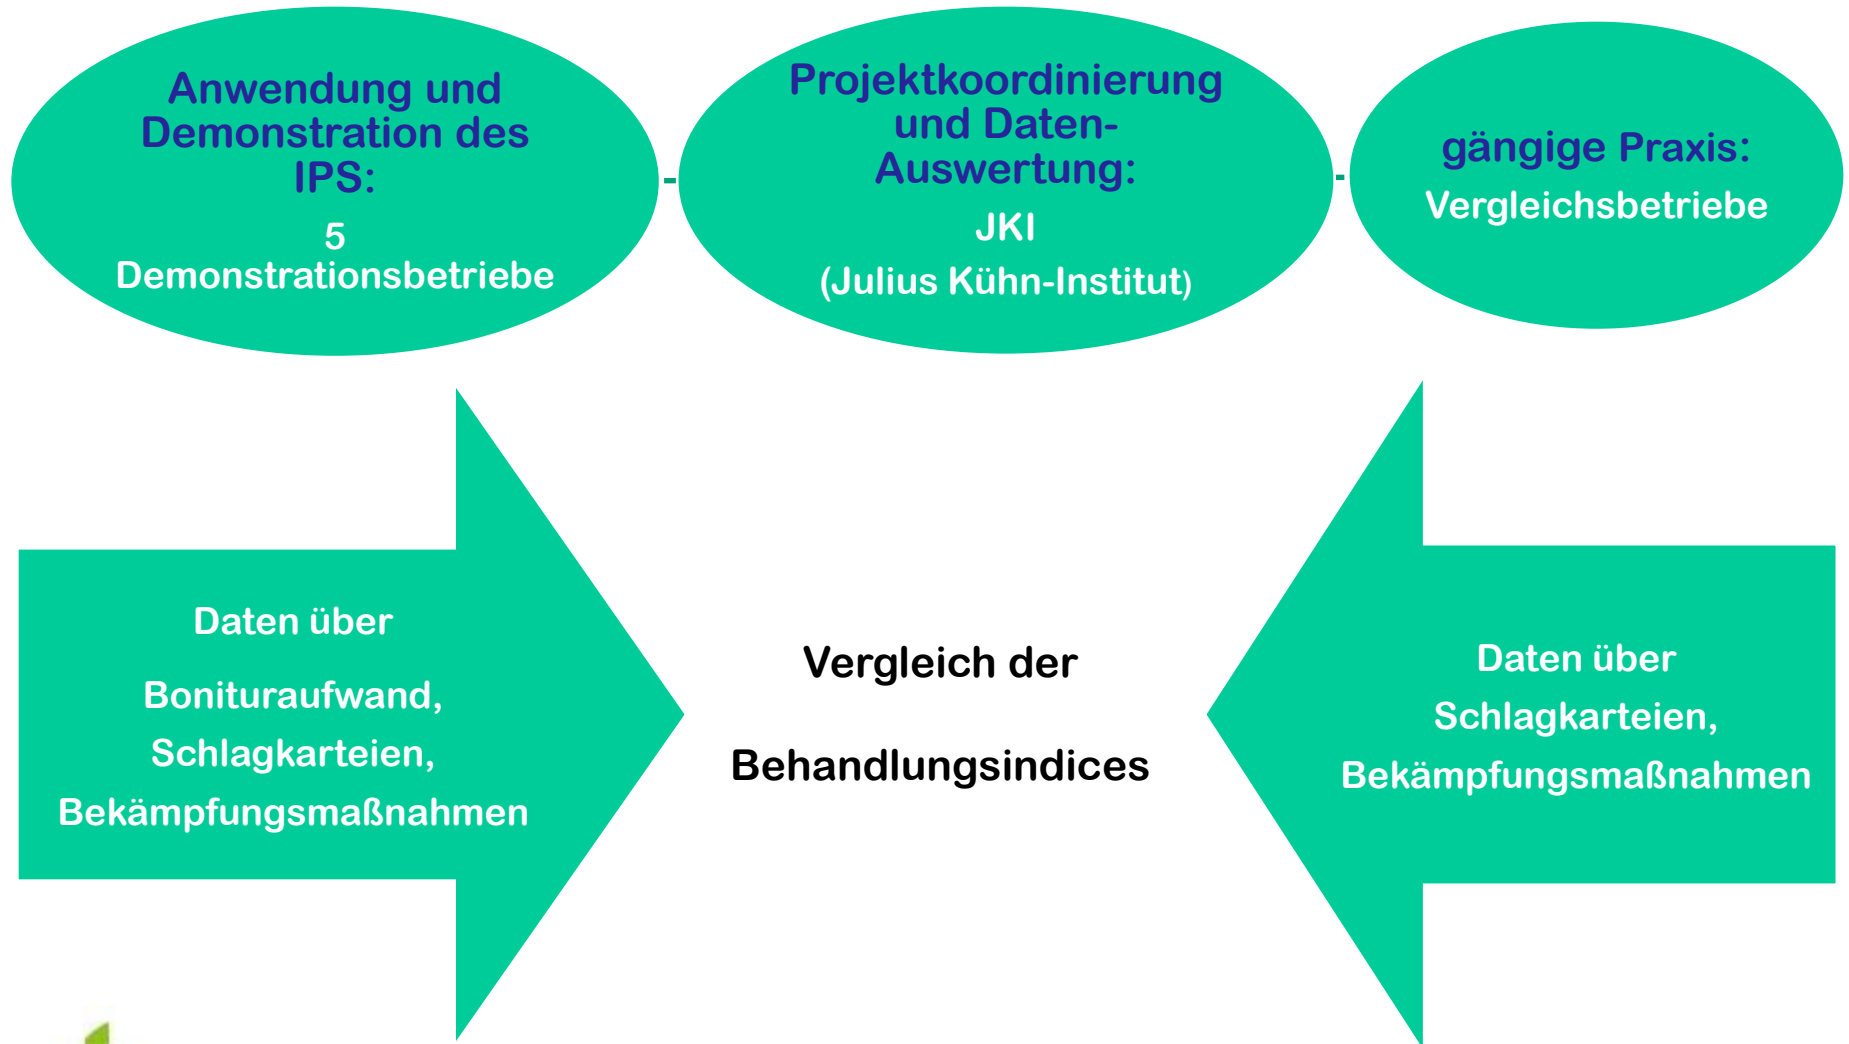 Anwendung und
Demonstration des
IPS:
5
Demonstrationsbetriebe
Projektkoordinierung
und Daten-
Auswertung:
JKI
(Julius Kühn-Institut)
gängige Praxis:
Vergleichsbetriebe
Daten über
Bonituraufwand,
Schlagkarteien,
Bekämpfungsmaßnahmen
Vergleich der
Behandlungsindices
Daten über
Schlagkarteien,
Bekämpfungsmaßnahmen